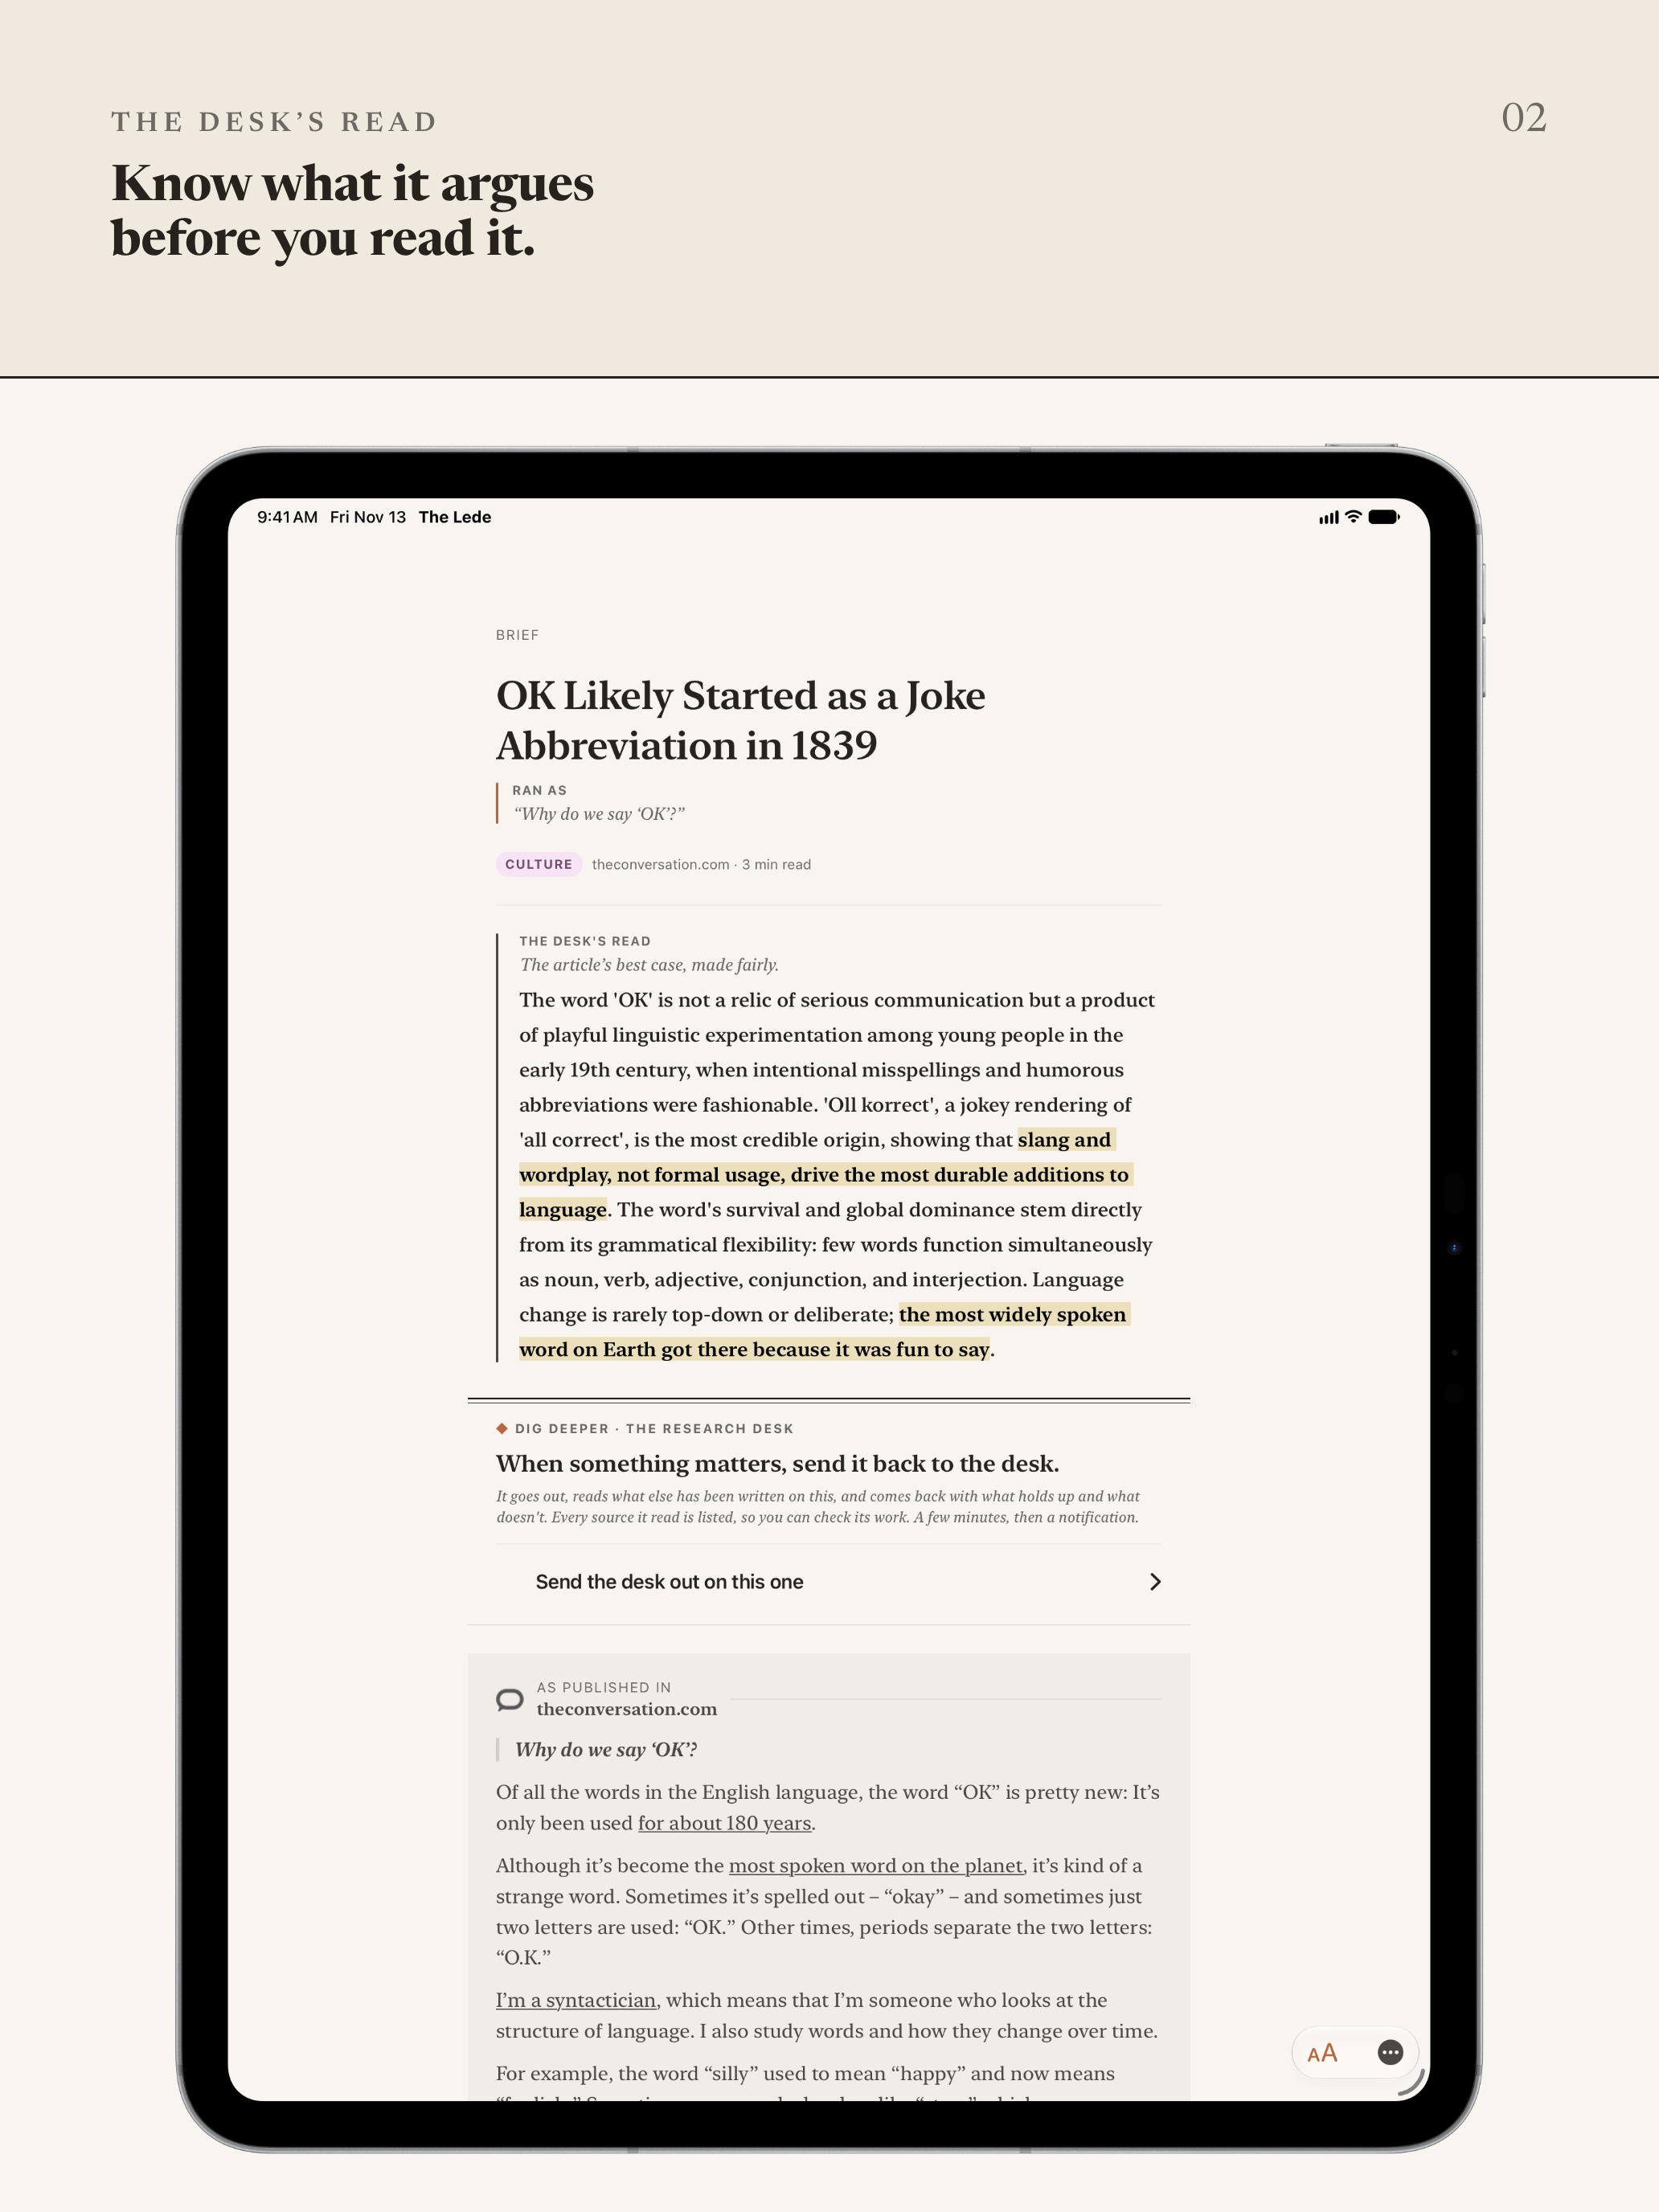 THE DESK’S READ
02
Know what it argues
before you read it.
9:41 AM Fri Nov 13 The Lede
BRIEF
OK Likely Started as a Joke
Abbreviation in 1839
RAN AS
“Why do we say ‘OK’?”
CULTURE theconversation.com · 3 min read
THE DESK'S READ
The article’s best case, made fairly.
The word 'OK' is not a relic of serious communication but a product
of playful linguistic experimentation among young people in the
early 19th century, when intentional misspellings and humorous
abbreviations were fashionable. 'Oll korrect', a jokey rendering of
'all correct', is the most credible origin, showing that slang and
wordplay, not formal usage, drive the most durable additions to
language. The word's survival and global dominance stem directly
from its grammatical flexibility: few words function simultaneously
as noun, verb, adjective, conjunction, and interjection. Language
change is rarely top-down or deliberate; the most widely spoken
word on Earth got there because it was fun to say.
DIG DEEPER · THE RESEARCH DESK
When something matters, send it back to the desk.
It goes out, reads what else has been written on this, and comes back with what holds up and what
doesn't. Every source it read is listed, so you can check its work. A few minutes, then a notification.
Send the desk out on this one
AS PUBLISHED IN
theconversation.com
Why do we say ‘OK’?
Of all the words in the English language, the word “OK” is pretty new: It’s
only been used for about 180 years.
Although it’s become the most spoken word on the planet, it’s kind of a
strange word. Sometimes it’s spelled out – “okay” – and sometimes just
two letters are used: “OK.” Other times, periods separate the two letters:
“O.K.”
I’m a syntactician, which means that I’m someone who looks at the
structure of language. I also study words and how they change over time.
For example, the word “silly” used to mean “happy” and now means
AA